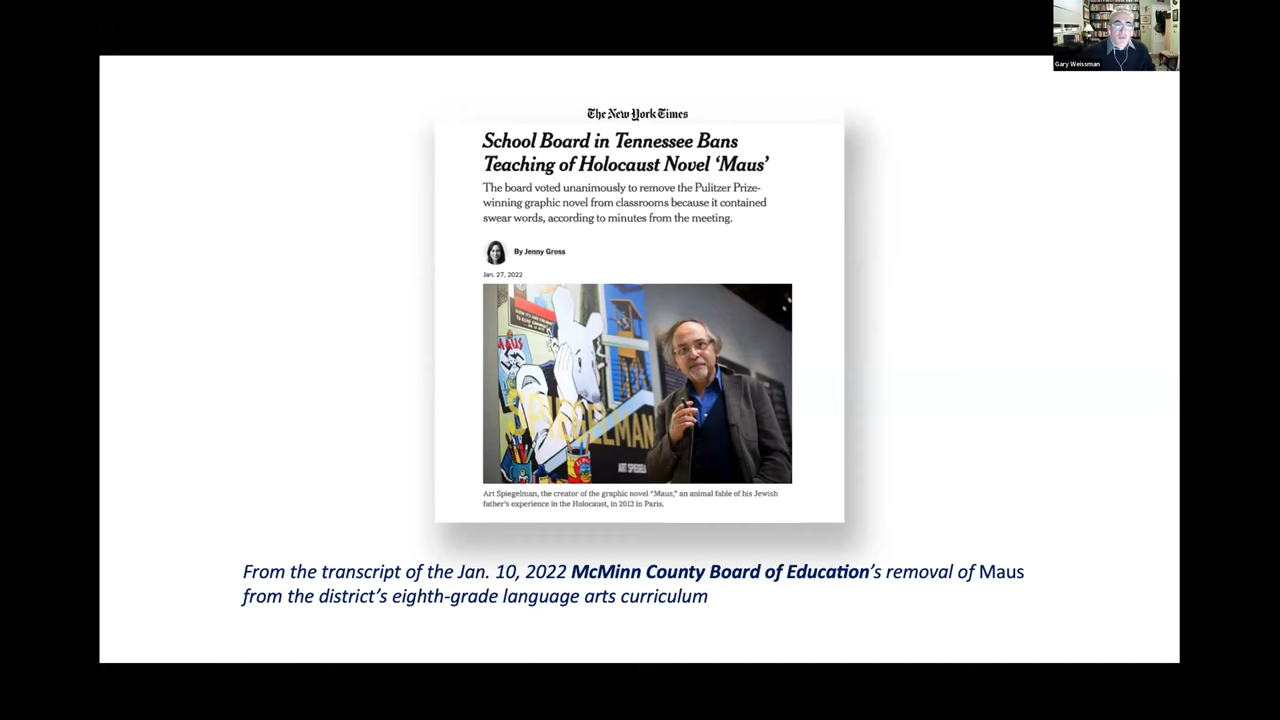 Gary Weissman
The New York Times
School Board in Tennessee Bans
Teaching of Holocaust Novel ‘Maus’
The board voted unanimously to remove the Pulitzer Prize-
winning graphic novel from classrooms because it contained
swear words, according to minutes from the meeting.
By Jenny Gross
Jan. 27, 2022
MAUS
SPIEGELMAN
ART SPIEGELM
Art Spiegelman, the creator of the graphic novel “Maus,” an animal fable of his Jewish
father’s experience in the Holocaust, in 2012 in Paris.
From the transcript of the Jan. 10, 2022 McMinn County Board of Education’s removal of Maus
from the district’s eighth-grade language arts curriculum